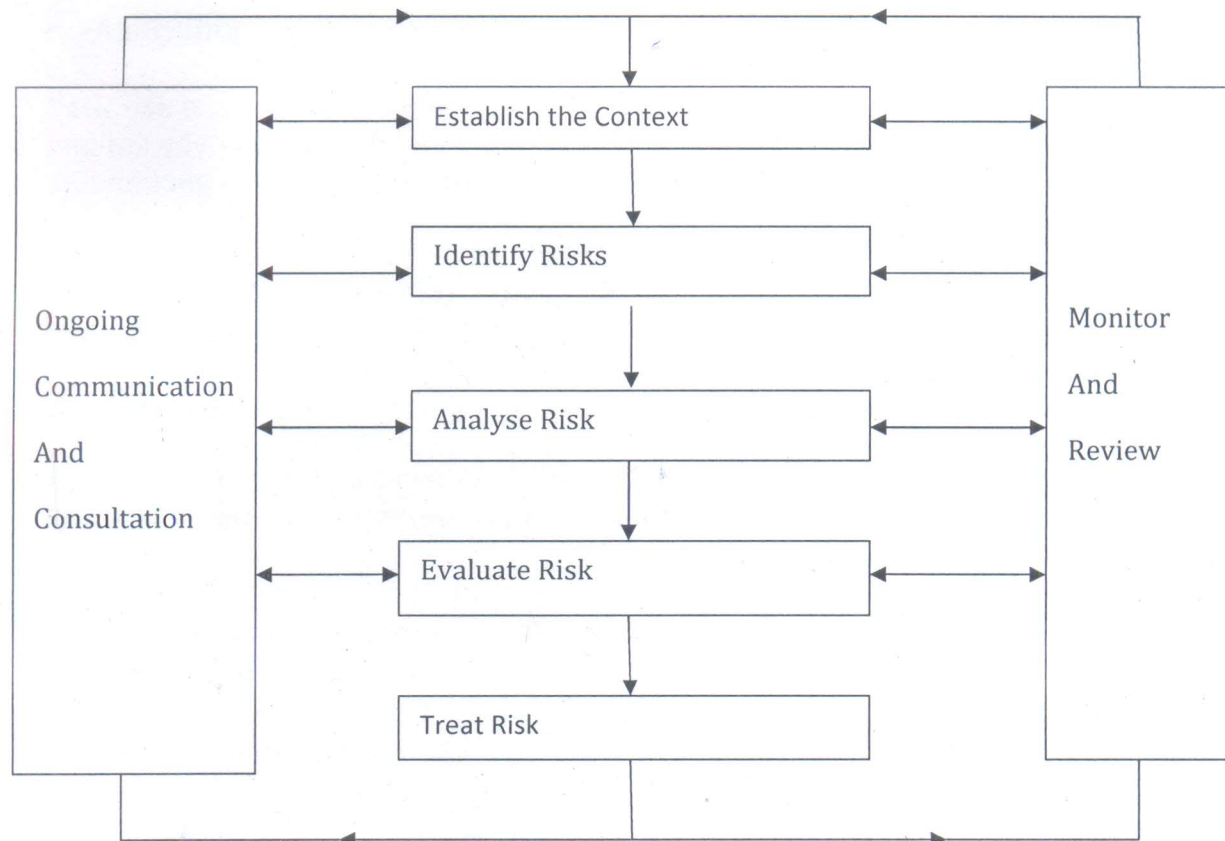 Establish the Context
Identify Risks
Ongoing
Communication
And
Consultation
Monitor
And
Review
Analyse Risk
Evaluate Risk
Treat Risk